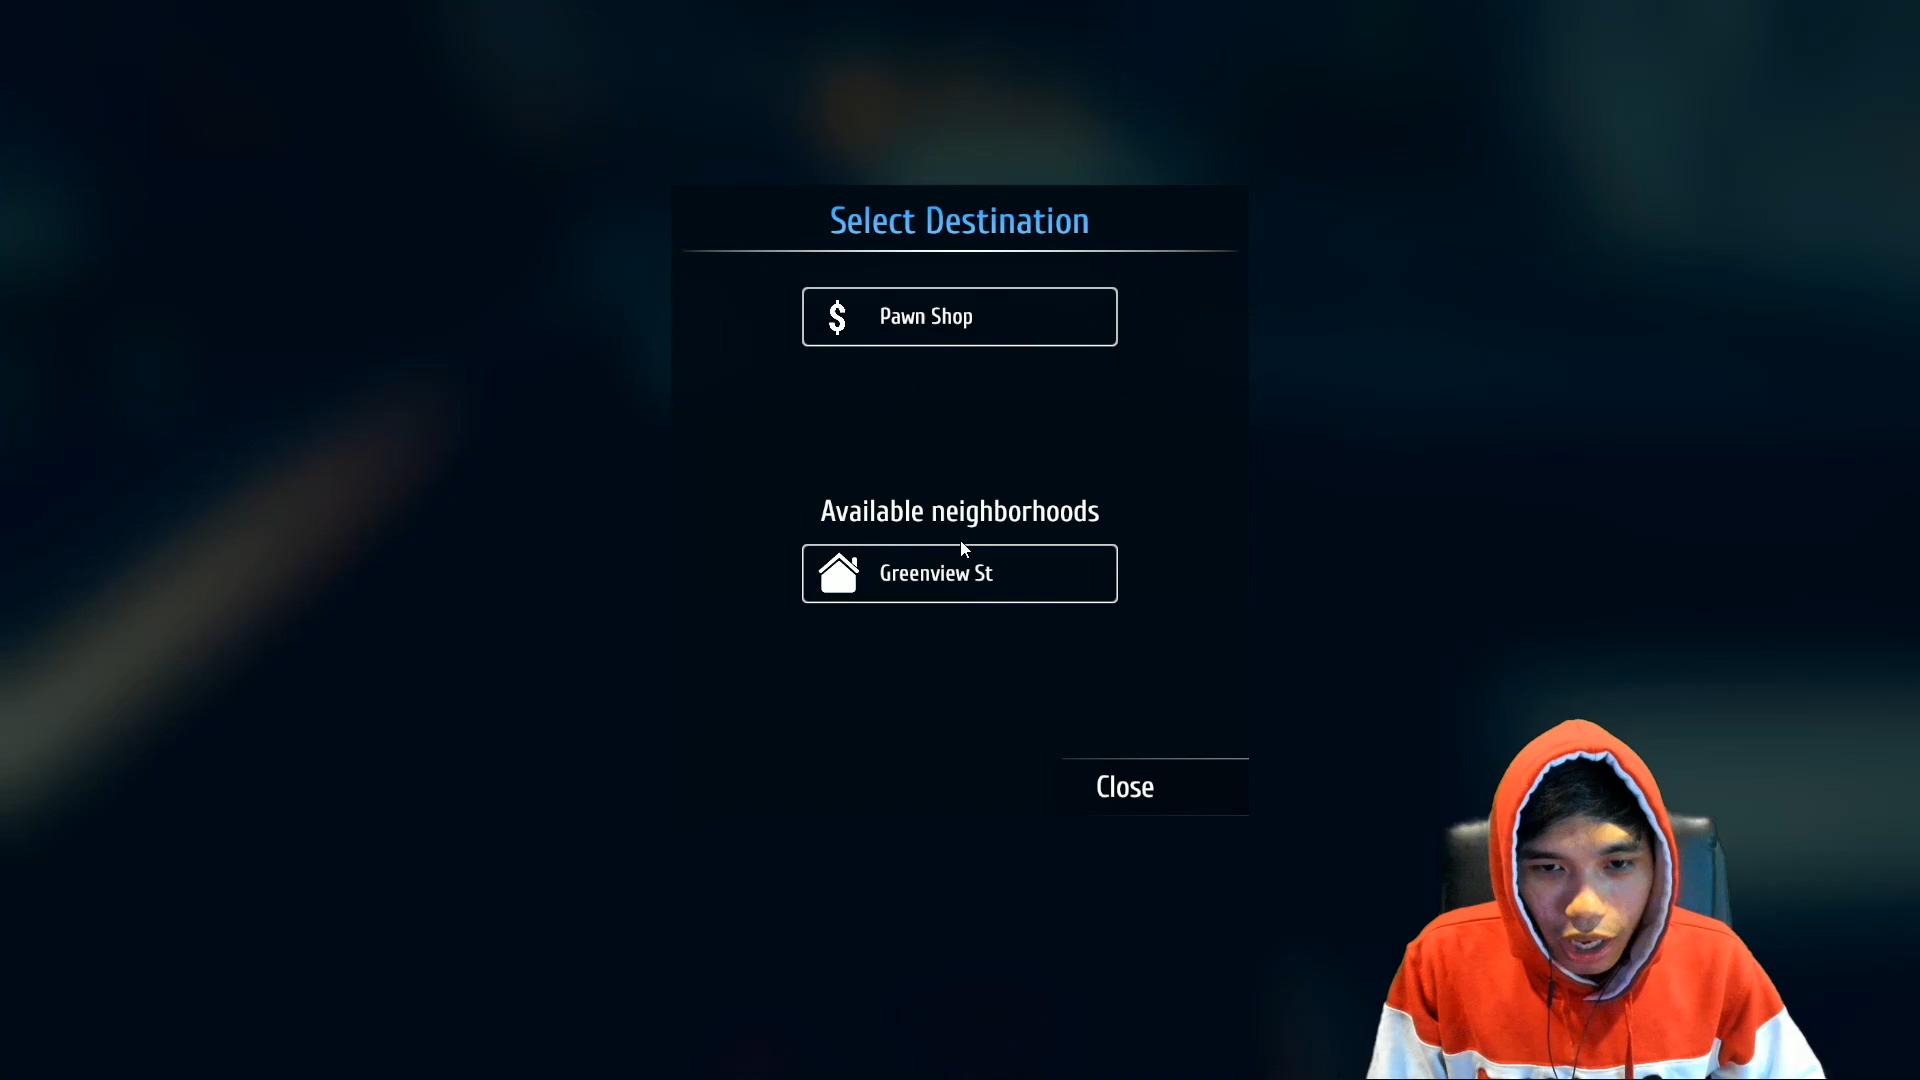 Select Destination
$ Pawn Shop
Available neighborhoods
Greenview St
Close